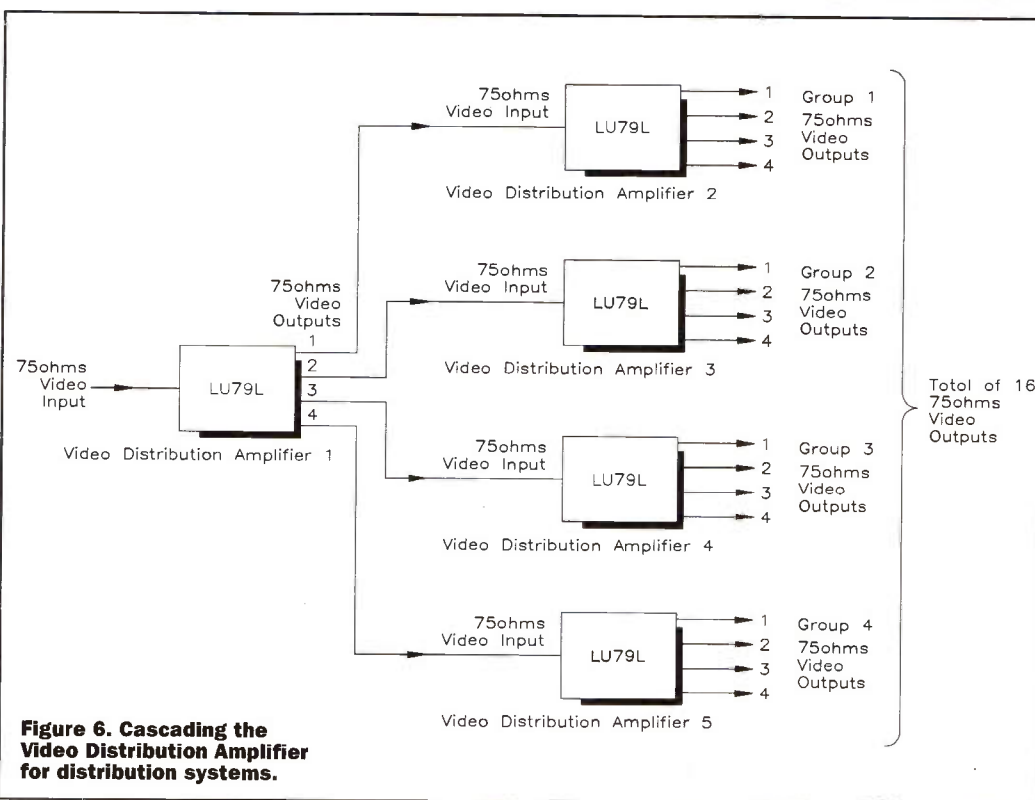 75ohms
Video
Input
LU79L
Video Distribution Amplifier 1
75ohms
Video
Outputs
1
2
3
4
75ohms
Video Input
LU79L
Video Distribution Amplifier 2
1
2
3
4
Group 1
75ohms
Video
Outputs
75ohms
Video Input
LU79L
Video Distribution Amplifier 3
1
2
3
4
Group 2
75ohms
Video
Outputs
75ohms
Video Input
LU79L
Video Distribution Amplifier 4
1
2
3
4
Group 3
75ohms
Video
Outputs
75ohms
Video Input
LU79L
Video Distribution Amplifier 5
1
2
3
4
Group 4
75ohms
Video
Outputs
Totol of 16
75ohms
Video
Outputs
Figure 6. Cascading the
Video Distribution Amplifier
for distribution systems.